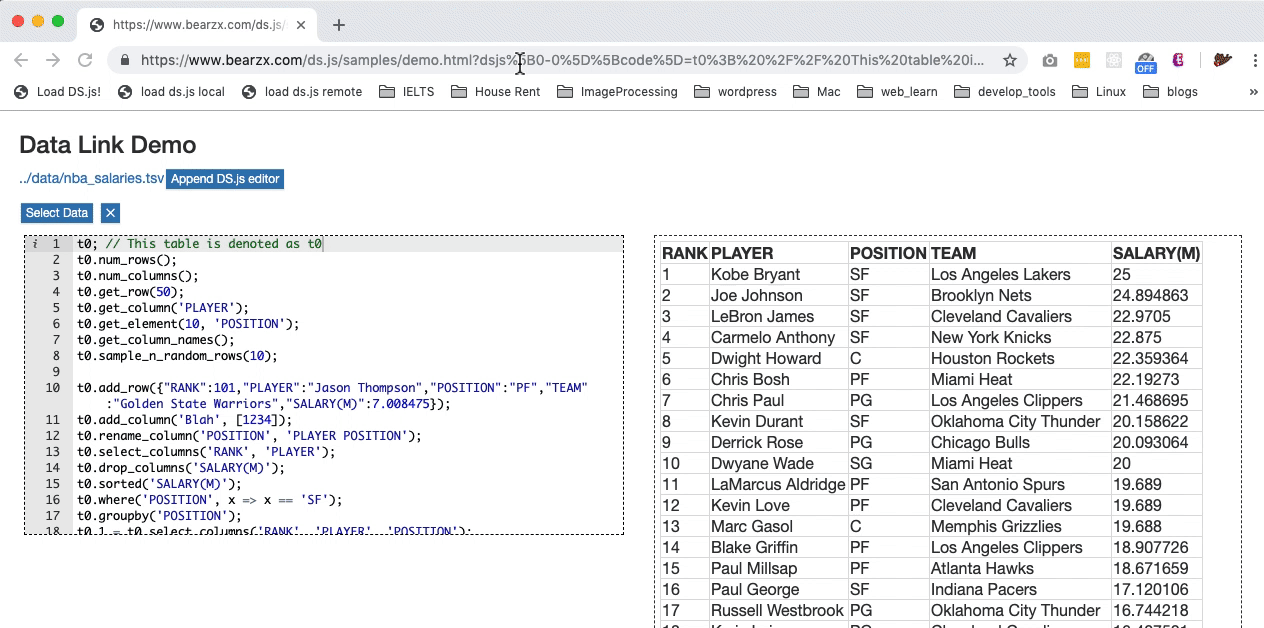 https://www.bearzx.com/ds.js/
https://www.bearzx.com/ds.js/samples/demo.html?dsjs%5B0-0%5D%5Bcode%5D=t0%3B%20%2F%2F%20This%20table%20i...
OFF
Load DS.js! load ds.js local load ds.js remote IELTS House Rent ImageProcessing wordpress Mac web_learn develop_tools Linux blogs »
Data Link Demo
../data/nba_salaries.tsv Append DS.js editor
Select Data ✕
i 1 t0; // This table is denoted as t0
2 t0.num_rows();
3 t0.num_columns();
4 t0.get_row(50);
5 t0.get_column('PLAYER');
6 t0.get_element(10, 'POSITION');
7 t0.get_column_names();
8 t0.sample_n_random_rows(10);
9
10 t0.add_row({"RANK":101,"PLAYER":"Jason Thompson","POSITION":"PF","TEAM"
:"Golden State Warriors","SALARY(M)":7.008475});
11 t0.add_column('Blah', [1234]);
12 t0.rename_column('POSITION', 'PLAYER POSITION');
13 t0.select_columns('RANK', 'PLAYER');
14 t0.drop_columns('SALARY(M)');
15 t0.sorted('SALARY(M)');
16 t0.where('POSITION', x => x == 'SF');
17 t0.groupby('POSITION');
18 t0.1 = t0.select_columns('RANK', 'PLAYER', 'POSITION');
RANK PLAYER POSITION TEAM SALARY(M)
1 Kobe Bryant SF Los Angeles Lakers 25
2 Joe Johnson SF Brooklyn Nets 24.894863
3 LeBron James SF Cleveland Cavaliers 22.9705
4 Carmelo Anthony SF New York Knicks 22.875
5 Dwight Howard C Houston Rockets 22.359364
6 Chris Bosh PF Miami Heat 22.19273
7 Chris Paul PG Los Angeles Clippers 21.468695
8 Kevin Durant SF Oklahoma City Thunder 20.158622
9 Derrick Rose PG Chicago Bulls 20.093064
10 Dwyane Wade SG Miami Heat 20
11 LaMarcus Aldridge PF San Antonio Spurs 19.689
12 Kevin Love PF Cleveland Cavaliers 19.689
13 Marc Gasol C Memphis Grizzlies 19.688
14 Blake Griffin PF Los Angeles Clippers 18.907726
15 Paul Millsap PF Atlanta Hawks 18.671659
16 Paul George SF Indiana Pacers 17.120106
17 Russell Westbrook PG Oklahoma City Thunder 16.744218